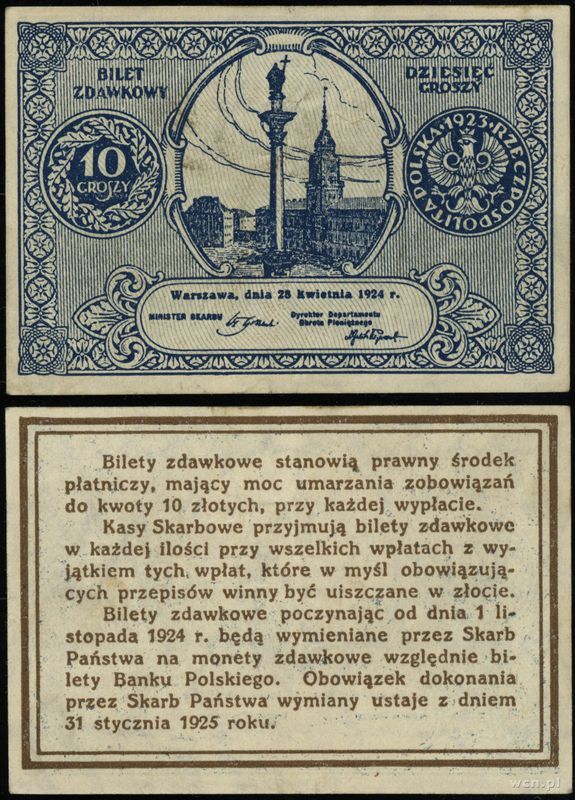 BILET
ZDAWKOWY
DZIESIĘĆ
GROSZY
10
GROSZY
1923 · RZECZPOSPOLITA POLSKA ·
Warszawa, dnia 28 Kwietnia 1924 r.
MINISTER SKARBU
Dyrektor Departamentu
Obrotu Pieniężnego
Bilety zdawkowe stanowią prawny środek
płatniczy, mający moc umarzania zobowiązań
do kwoty 10 złotych, przy każdej wypłacie.
Kasy Skarbowe przyjmują bilety zdawkowe
w każdej ilości przy wszelkich wpłatach z wy-
jątkiem tych wpłat, które w myśl obowiązują-
cych przepisów winny być uiszczane w złocie.
Bilety zdawkowe poczynając od dnia 1 li-
stopada 1924 r. będą wymieniane przez Skarb
Państwa na monety zdawkowe względnie bi-
lety Banku Polskiego. Obowiązek dokonania
przez Skarb Państwa wymiany ustaje z dniem
31 stycznia 1925 roku.
wcn.pl